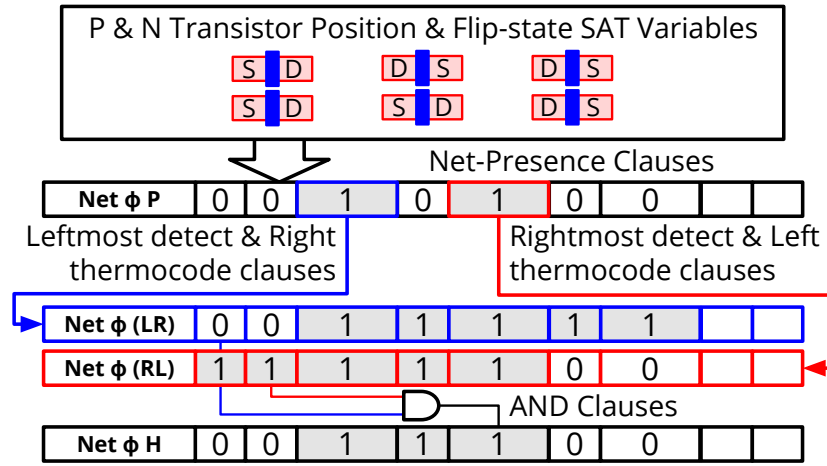 P & N Transistor Position & Flip-state SAT Variables
S D D S D S
S D S D D S
Net-Presence Clauses
Net ϕ P 0 0 1 0 1 0 0
Leftmost detect & Right
thermocode clauses
Rightmost detect & Left
thermocode clauses
Net ϕ (LR) 0 0 1 1 1 1 1
Net ϕ (RL) 1 1 1 1 1 0 0
AND Clauses
Net ϕ H 0 0 1 1 1 0 0